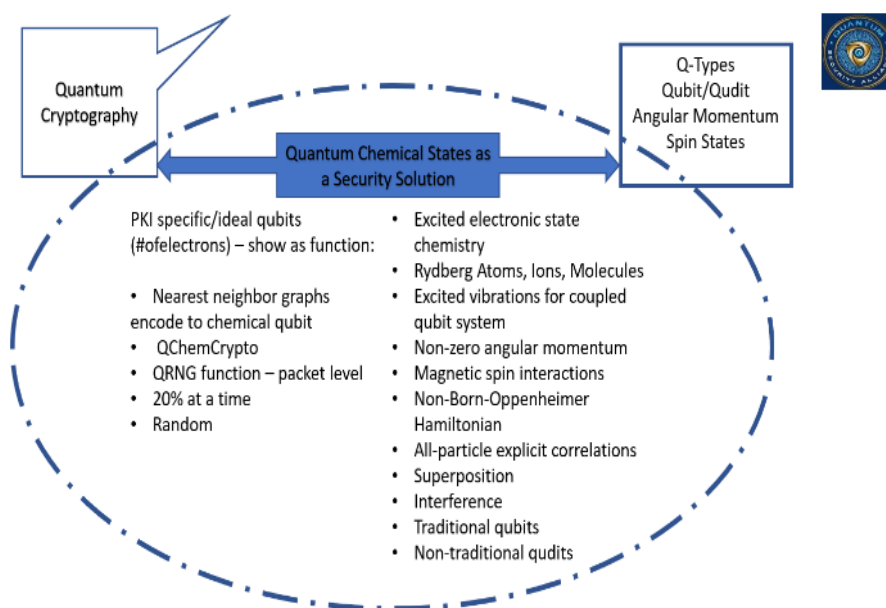 Quantum
Cryptography
Q-Types
Qubit/Qudit
Angular Momentum
Spin States
QUANTUM
SECURITY ALLIANCE
Quantum Chemical States as
a Security Solution
PKI specific/ideal qubits
(#ofelectrons) – show as function:
• Nearest neighbor graphs
encode to chemical qubit
• QChemCrypto
• QRNG function – packet level
• 20% at a time
• Random
• Excited electronic state
chemistry
• Rydberg Atoms, Ions, Molecules
• Excited vibrations for coupled
qubit system
• Non-zero angular momentum
• Magnetic spin interactions
• Non-Born-Oppenheimer
Hamiltonian
• All-particle explicit correlations
• Superposition
• Interference
• Traditional qubits
• Non-traditional qudits